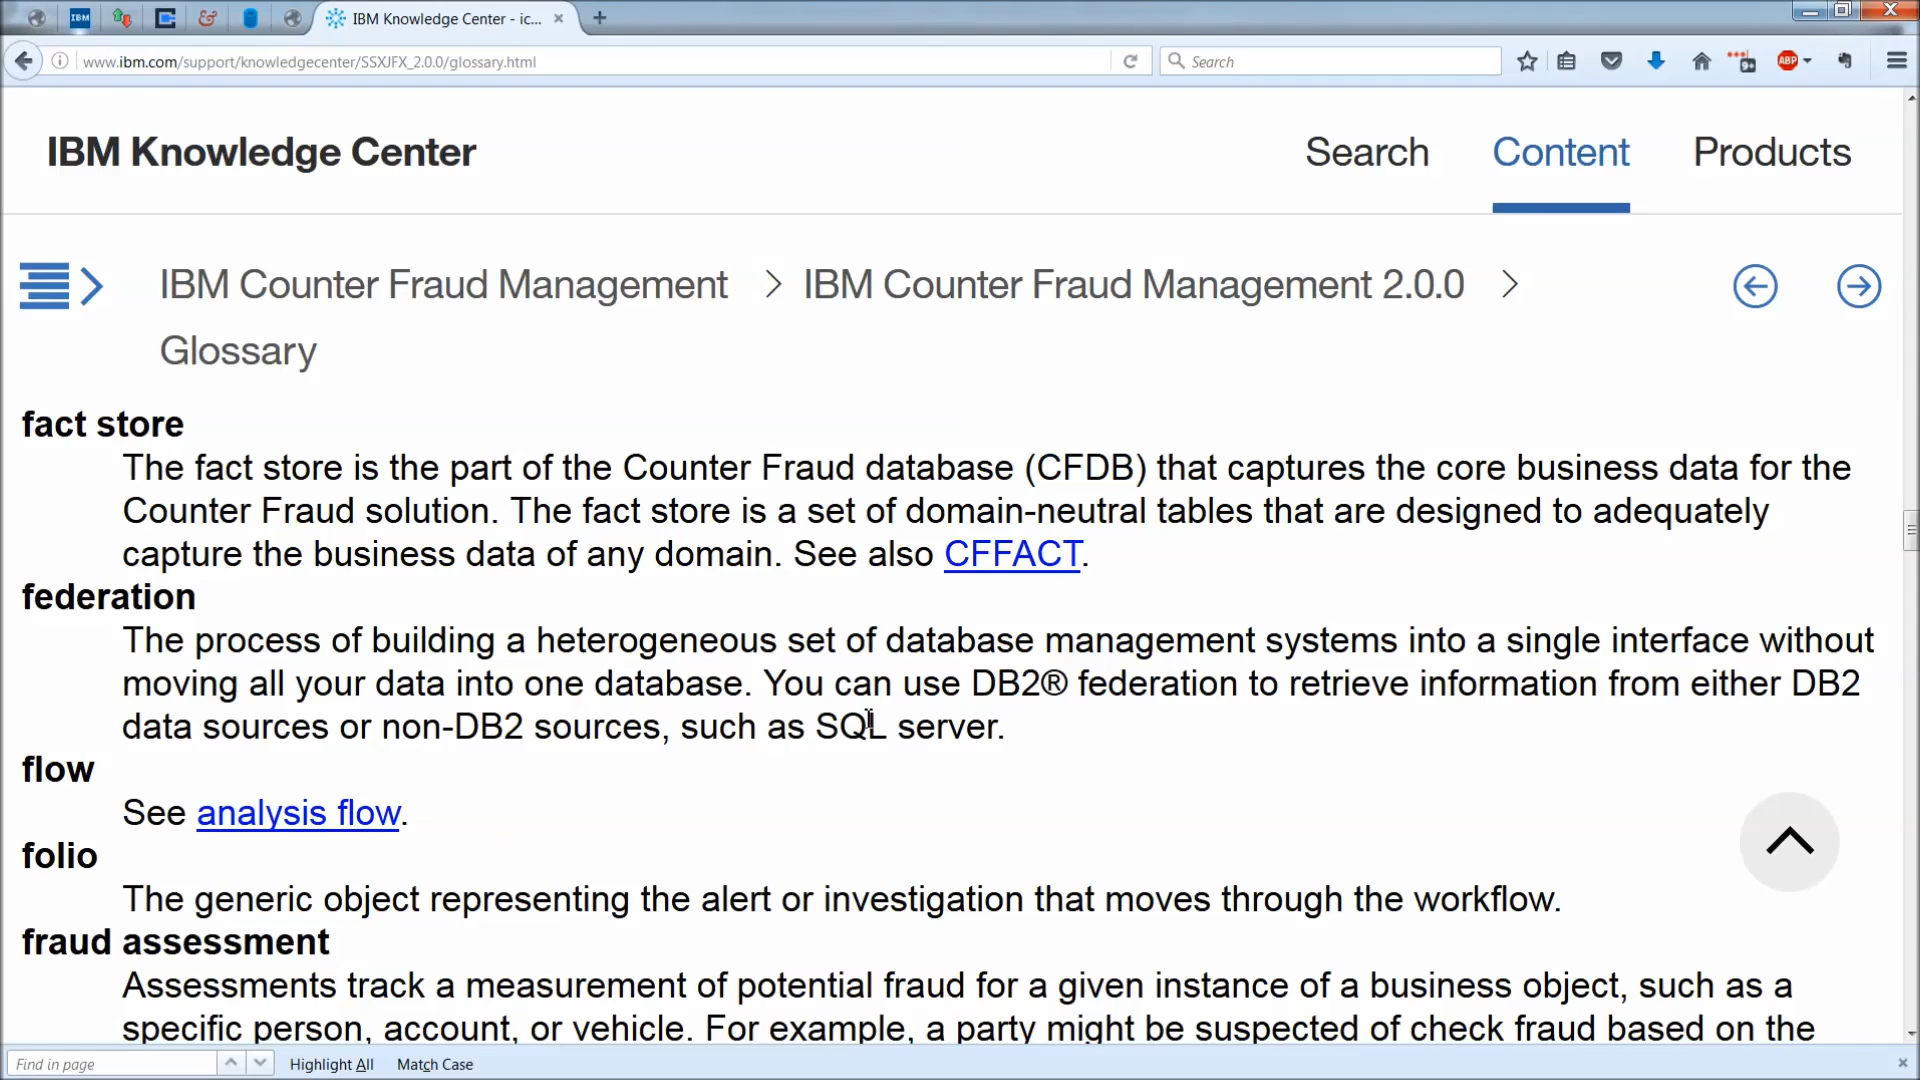 IBM
IBM Knowledge Center - ic...
www.ibm.com/support/knowledgecenter/SSXJFX_2.0.0/glossary.html
Search
ABP
9+
IBM Knowledge Center
Search
Content
Products
IBM Counter Fraud Management
IBM Counter Fraud Management 2.0.0
Glossary
fact store
The fact store is the part of the Counter Fraud database (CFDB) that captures the core business data for the
Counter Fraud solution. The fact store is a set of domain-neutral tables that are designed to adequately
capture the business data of any domain. See also CFFACT.
federation
The process of building a heterogeneous set of database management systems into a single interface without
moving all your data into one database. You can use DB2® federation to retrieve information from either DB2
data sources or non-DB2 sources, such as SQL server.
flow
See analysis flow.
folio
The generic object representing the alert or investigation that moves through the workflow.
fraud assessment
Assessments track a measurement of potential fraud for a given instance of a business object, such as a
specific person, account, or vehicle. For example, a party might be suspected of check fraud based on the
Find in page
Highlight All
Match Case